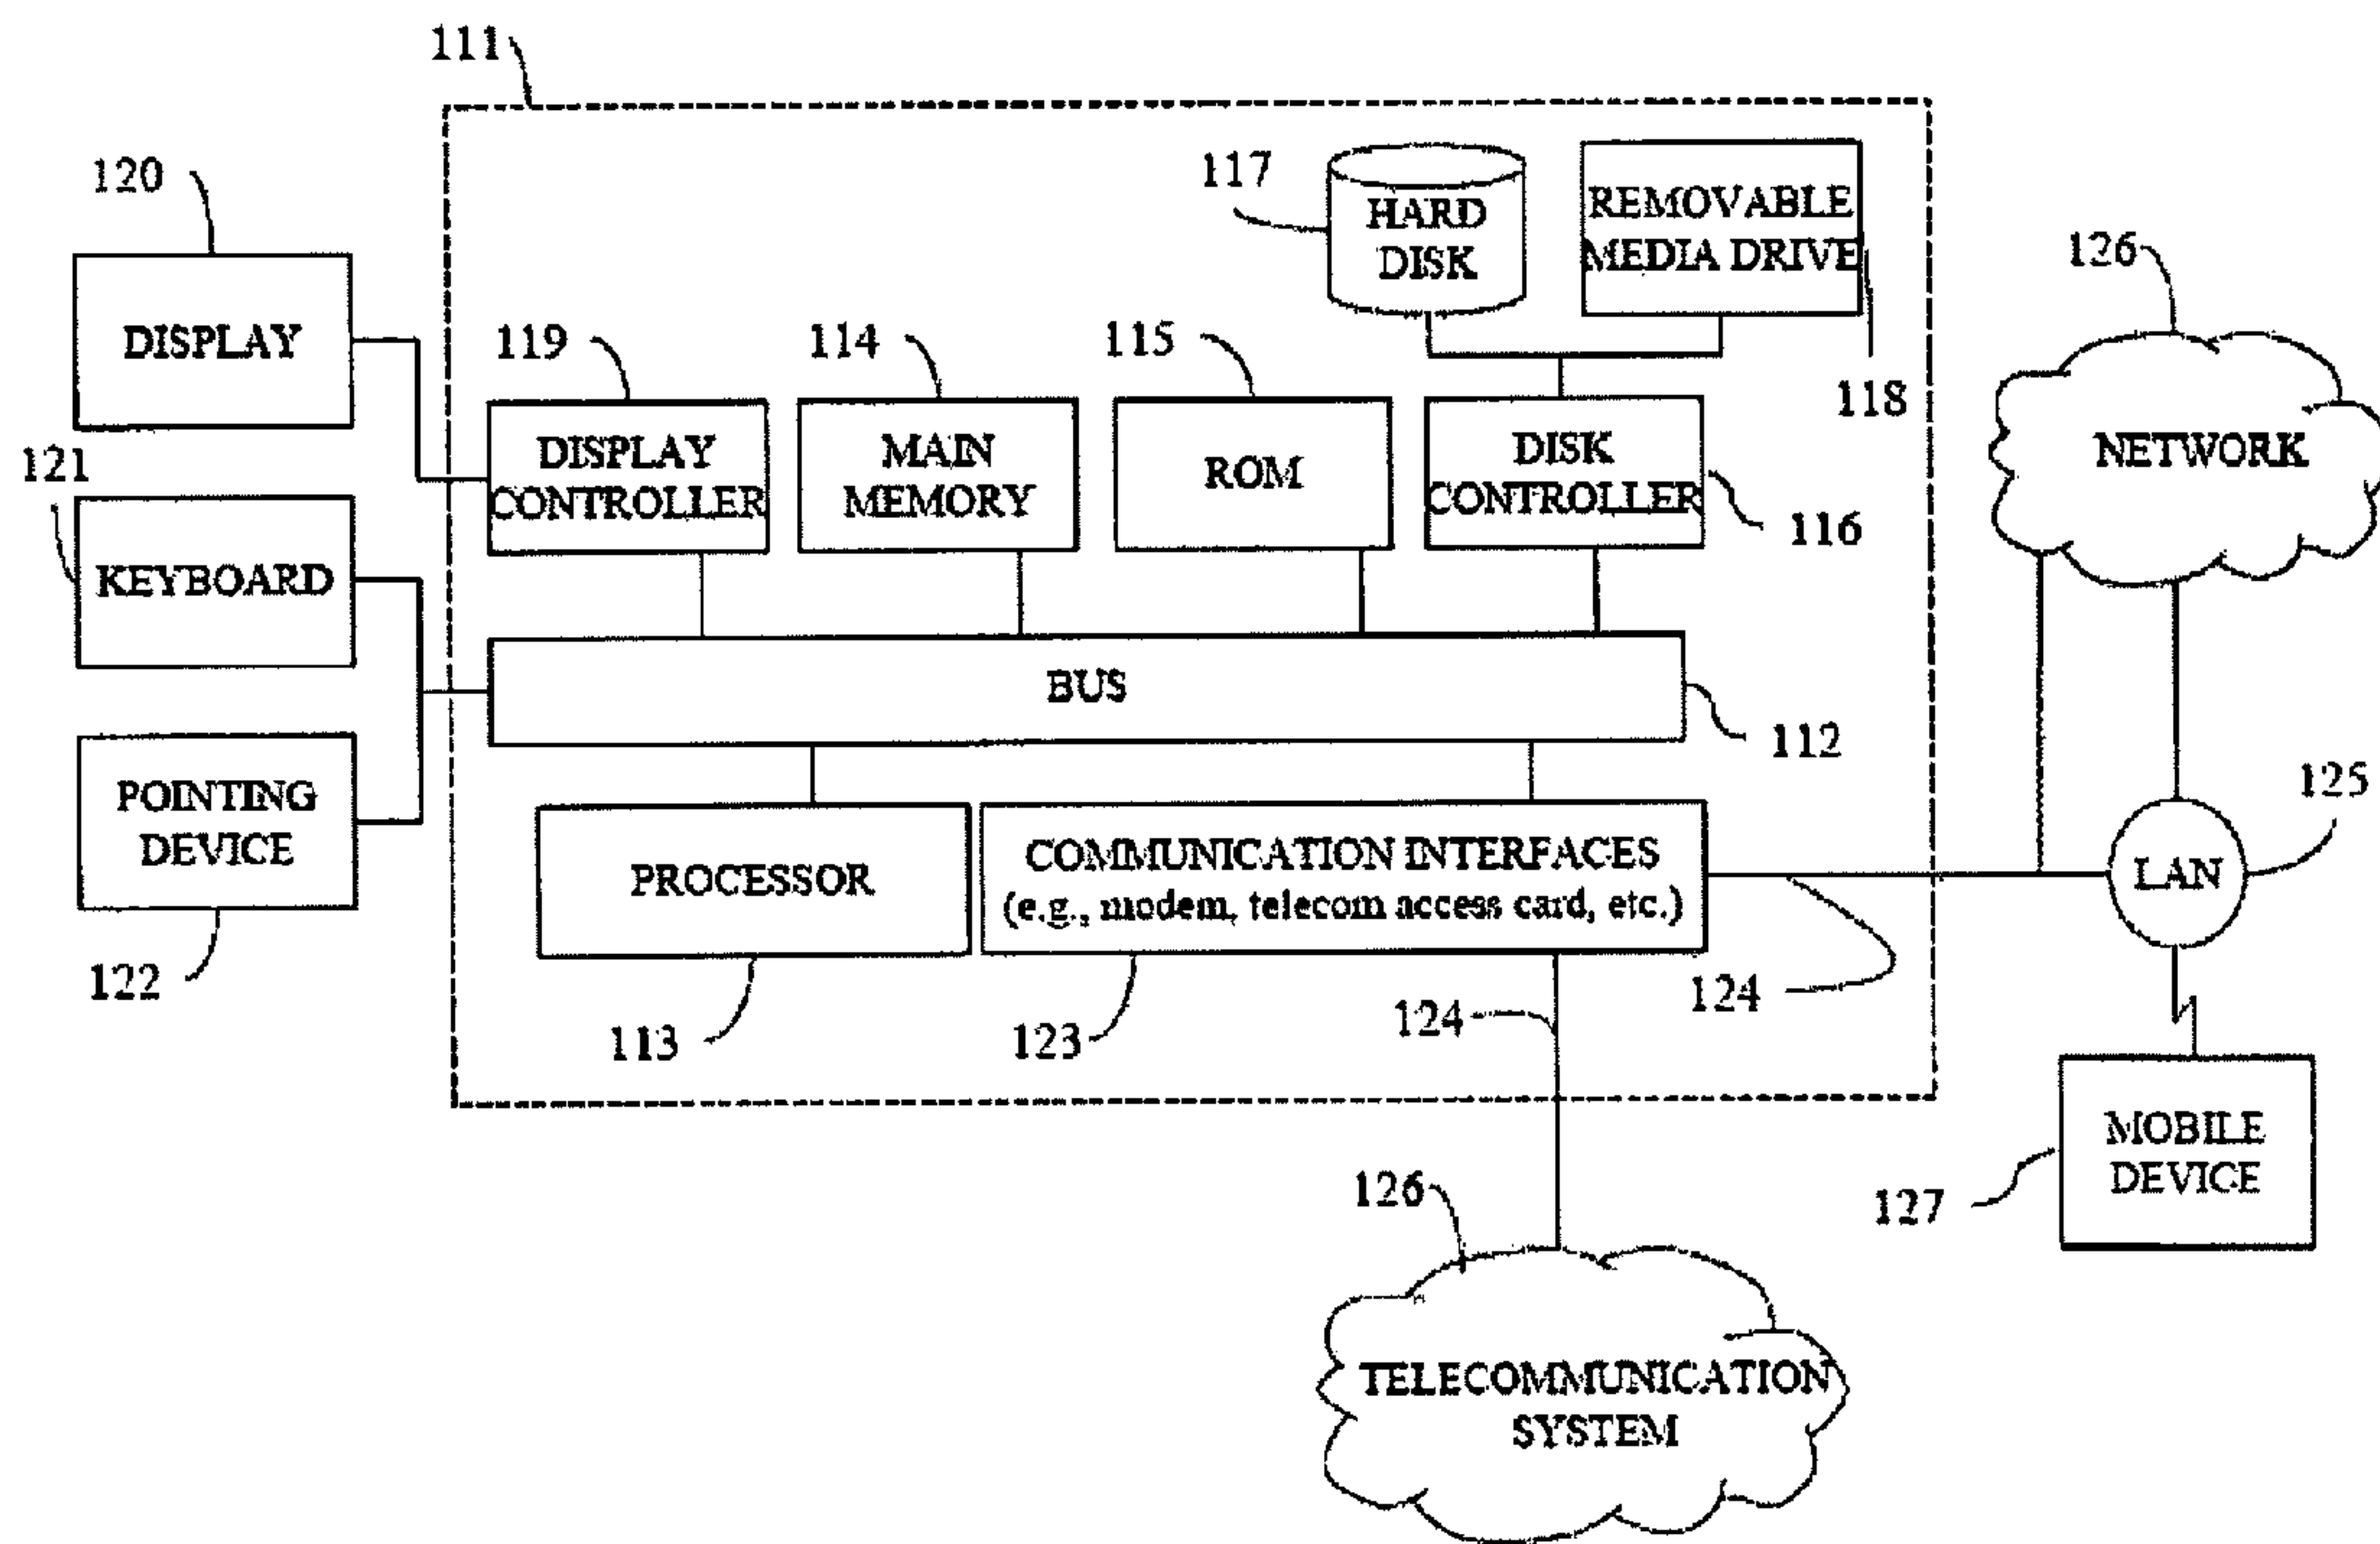 111
120
117
HARD
DISK
REMOVABLE
MEDIA DRIVE
118
126
NETWORK
DISPLAY
119
DISPLAY
CONTROLLER
114
MAIN
MEMORY
115
ROM
DISK
CONTROLLER
116
121
KEYBOARD
BUS
112
POINTING
DEVICE
122
PROCESSOR
113
COMMUNICATION INTERFACES
(e.g., modem, telecom access card, etc.)
123
124
124
LAN
125
MOBILE
DEVICE
127
126
TELECOMMUNICATION
SYSTEM